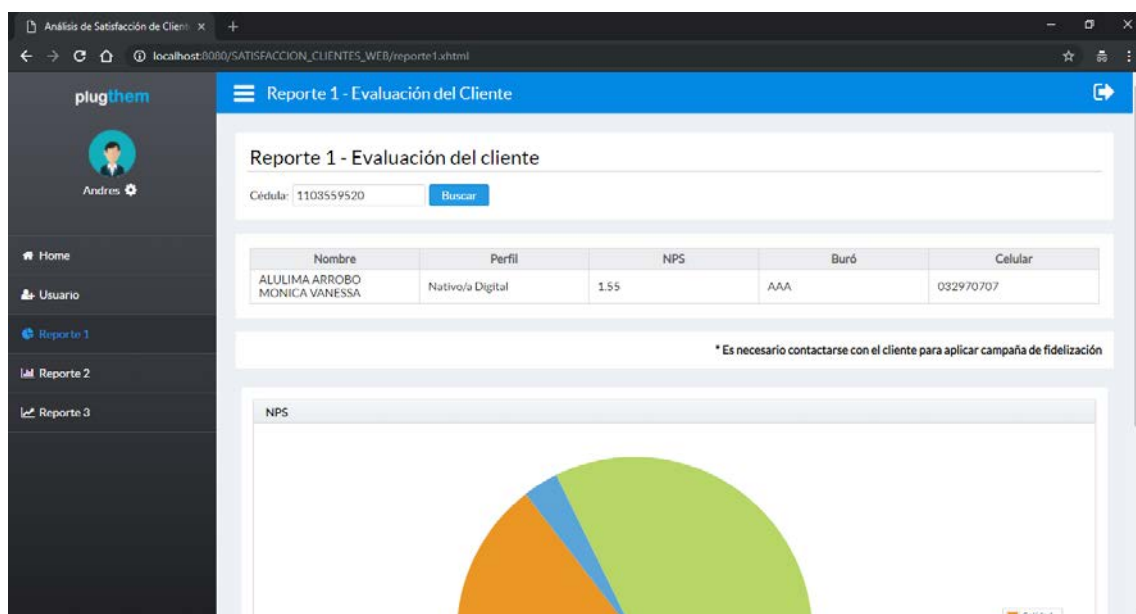 Análisis de Satisfacción de Client
localhost:8080/SATISFACCION_CLIENTES_WEB/reporte1.xhtml
plugthem
Reporte 1 - Evaluación del Cliente
Andres
Reporte 1 - Evaluación del cliente
Cédula: 1103559520 Buscar
Home
Usuario
Reporte 1
Reporte 2
Reporte 3
Nombre Perfil NPS Buró Celular
ALULIMA ARROBO
MONICA VANESSA Nativo/a Digital 1.55 AAA 032970707
* Es necesario contactarse con el cliente para aplicar campaña de fidelización
NPS